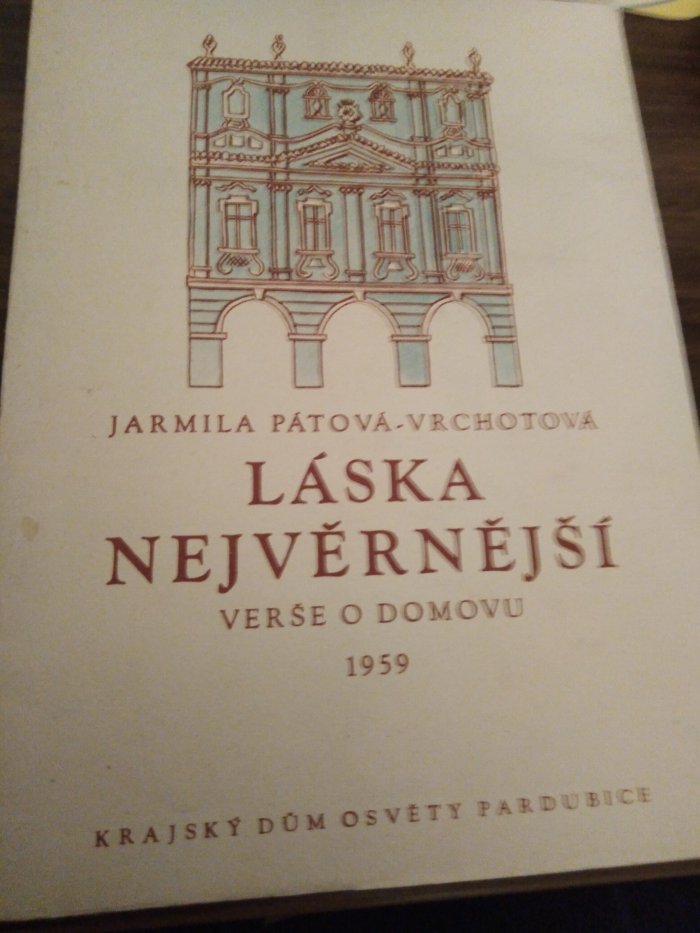 JARMILA PÁTOVÁ-VRCHOTOVÁ
LÁSKA
NEJVĚRNĚJŠÍ
VERŠE O DOMOVU
1959
KRAJSKÝ DŮM OSVĚTY PARDUBICE